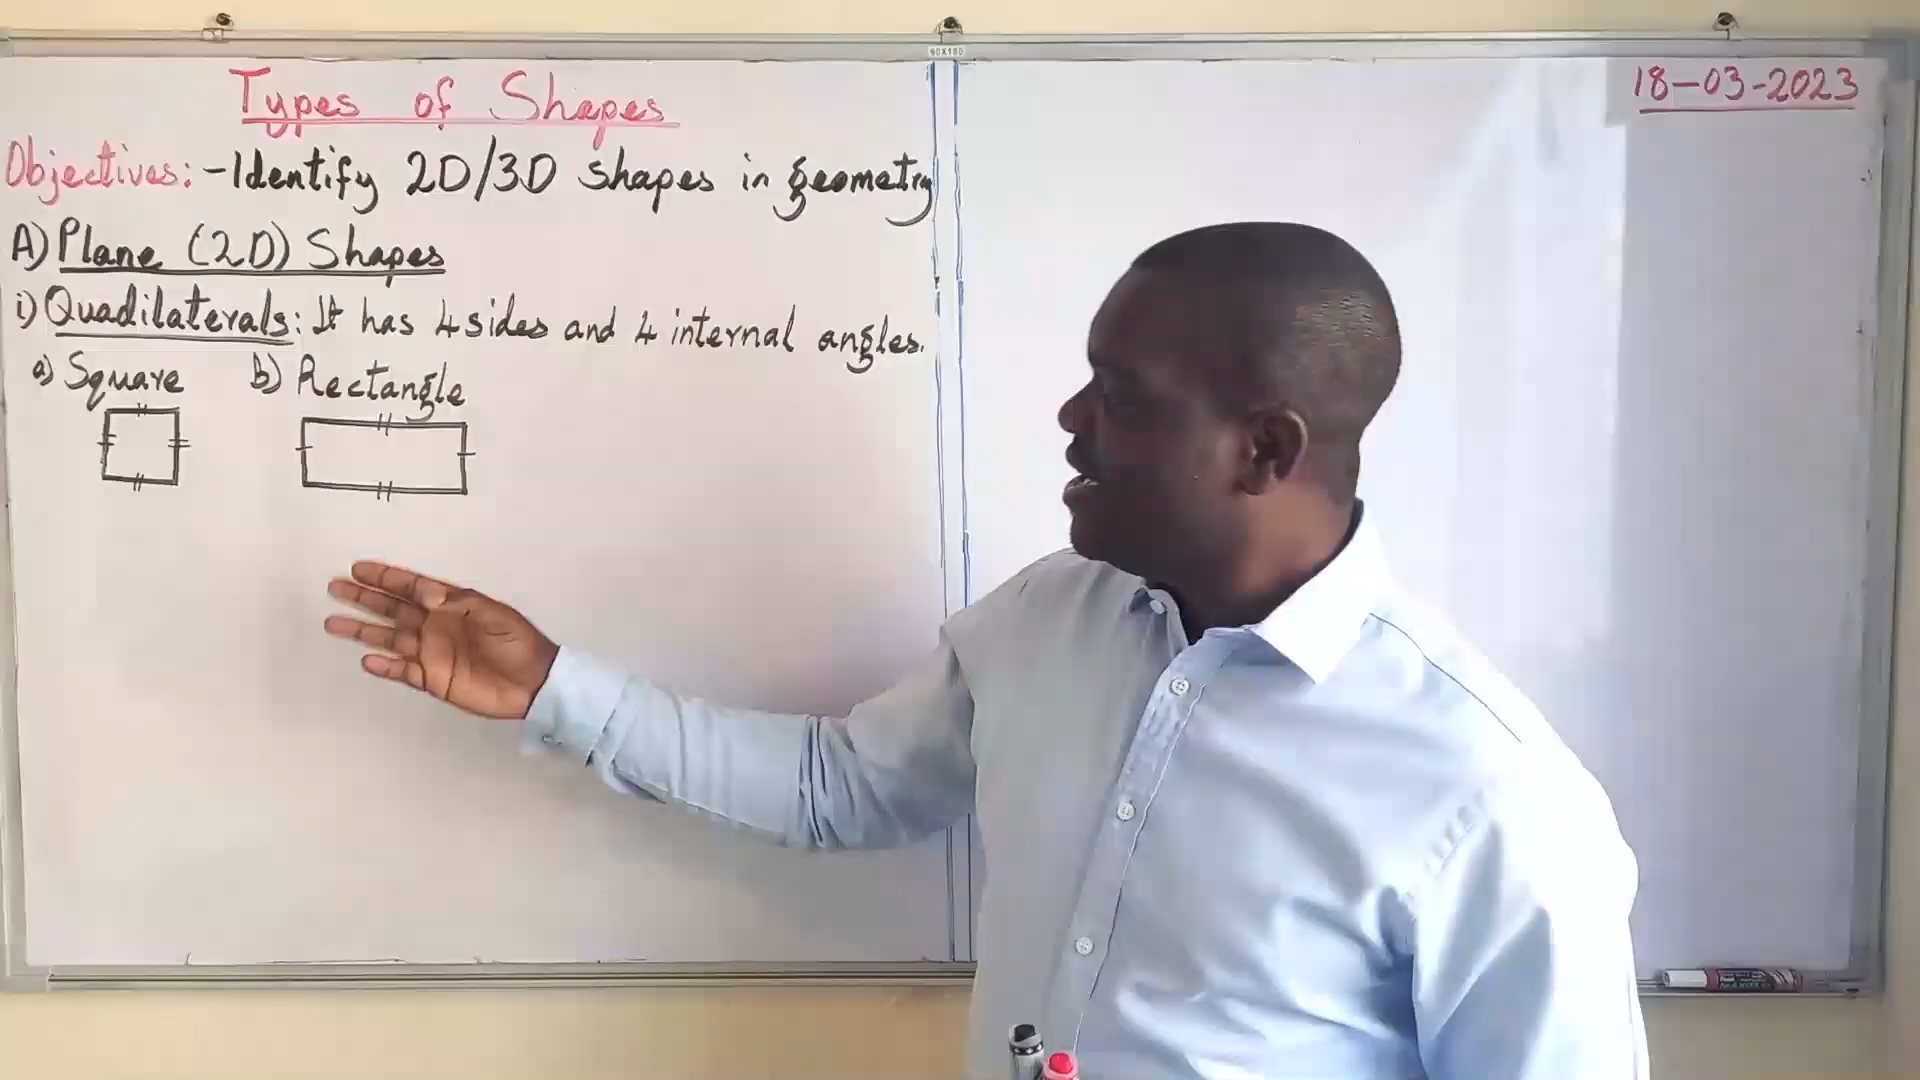 90X180
Types of Shapes
18-03-2023
Objectives: -Identify 2D/3D shapes in geometry
A) Plane (2D) Shapes
i) Quadilaterals: It has 4 sides and 4 internal angles.
a) Square b) Rectangle